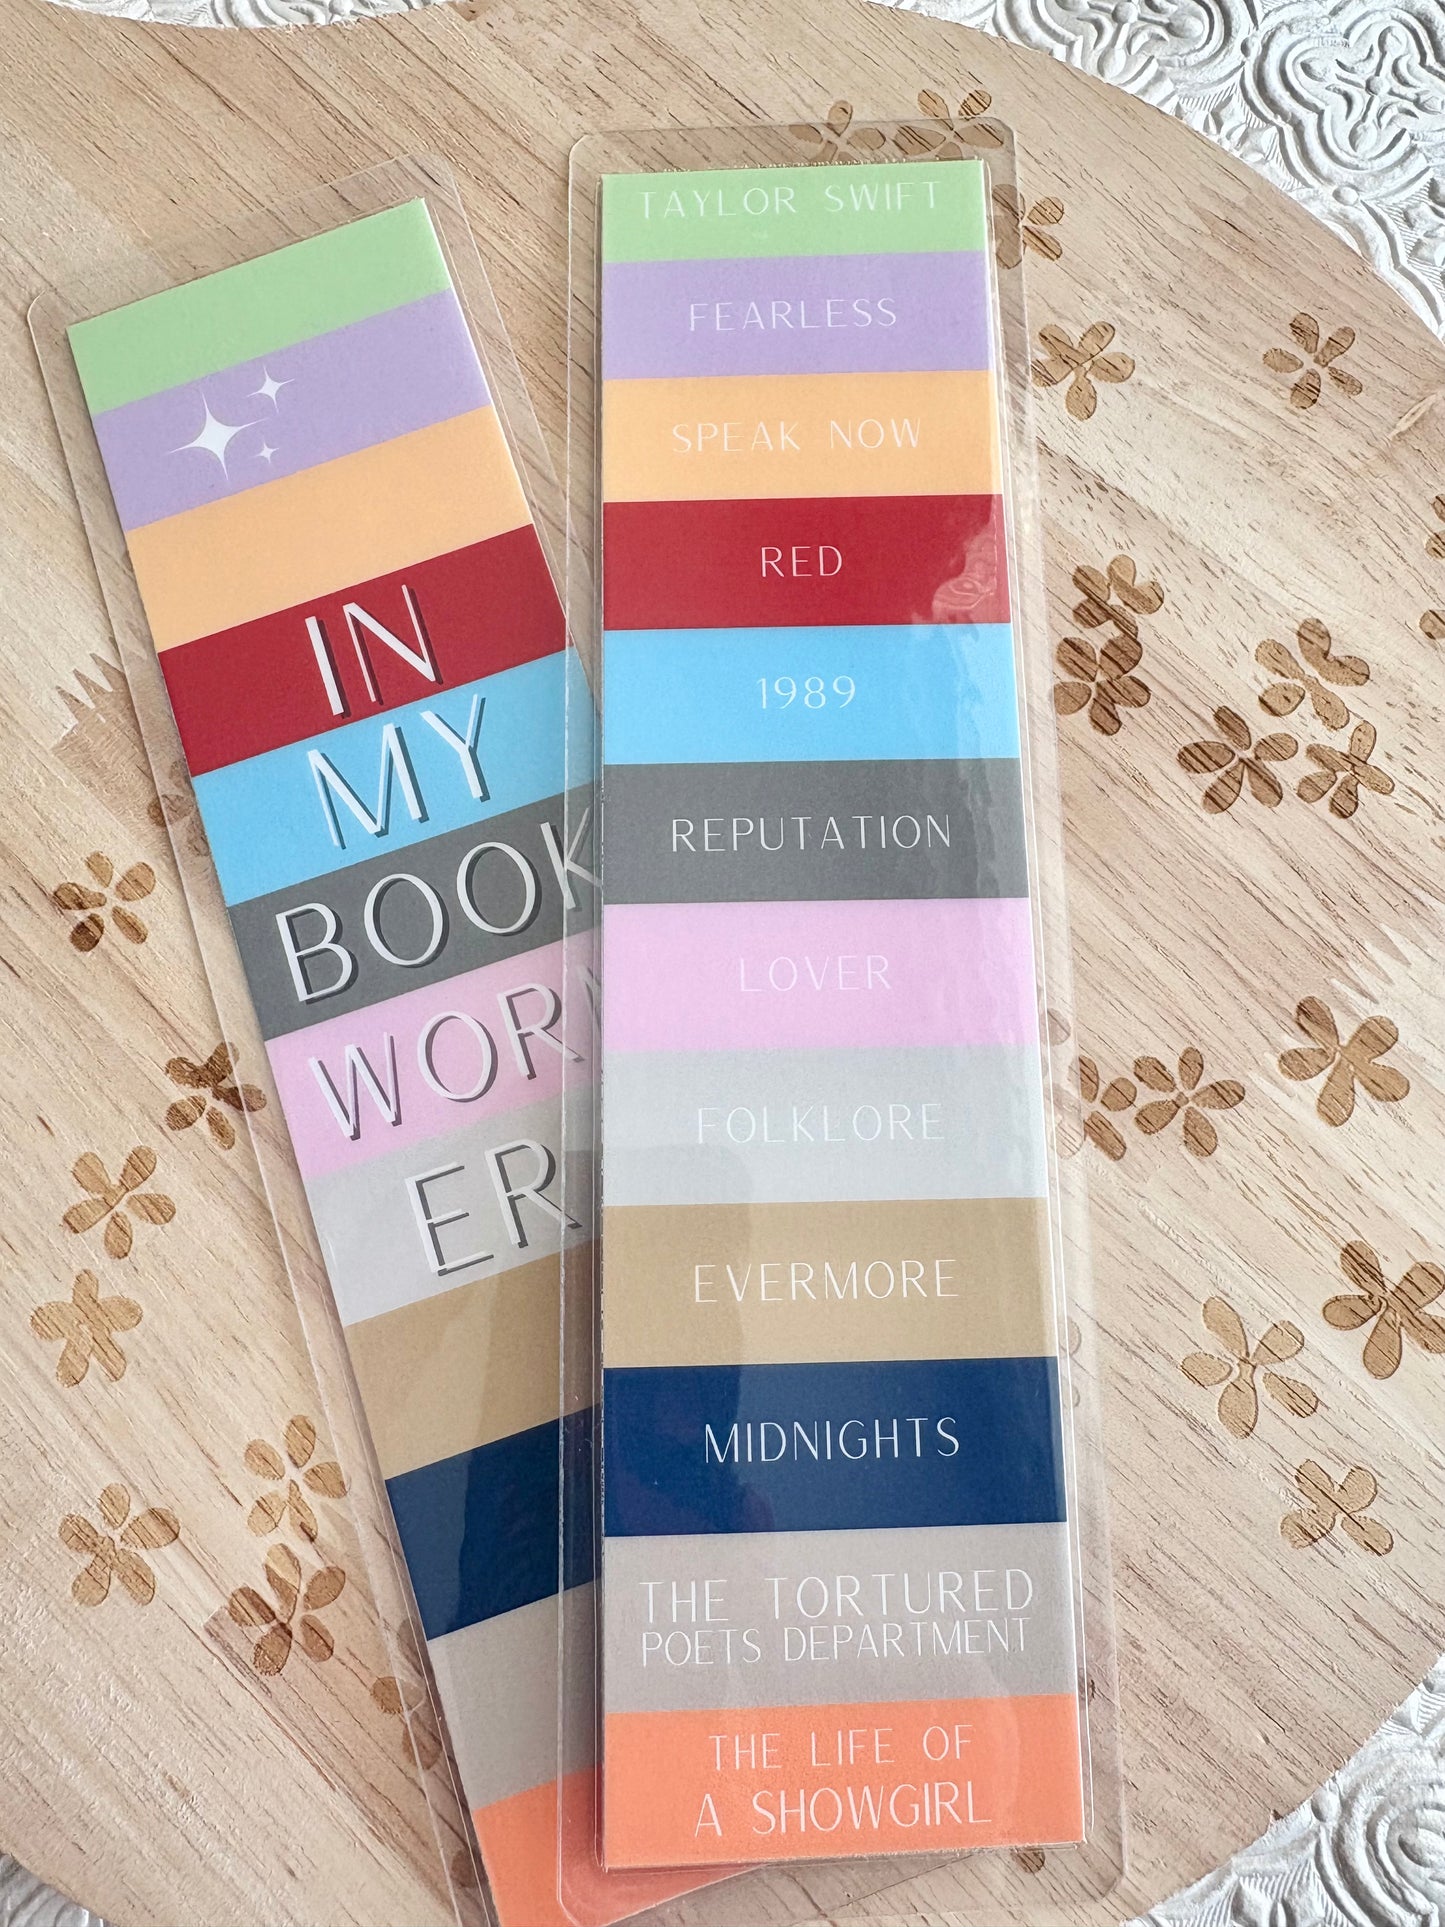 IN
MY
BOOK
WORM
ER
TAYLOR SWIFT
FEARLESS
SPEAK NOW
RED
1989
REPUTATION
LOVER
FOLKLORE
EVERMORE
MIDNIGHTS
THE TORTURED
POETS DEPARTMENT
THE LIFE OF
A SHOWGIRL